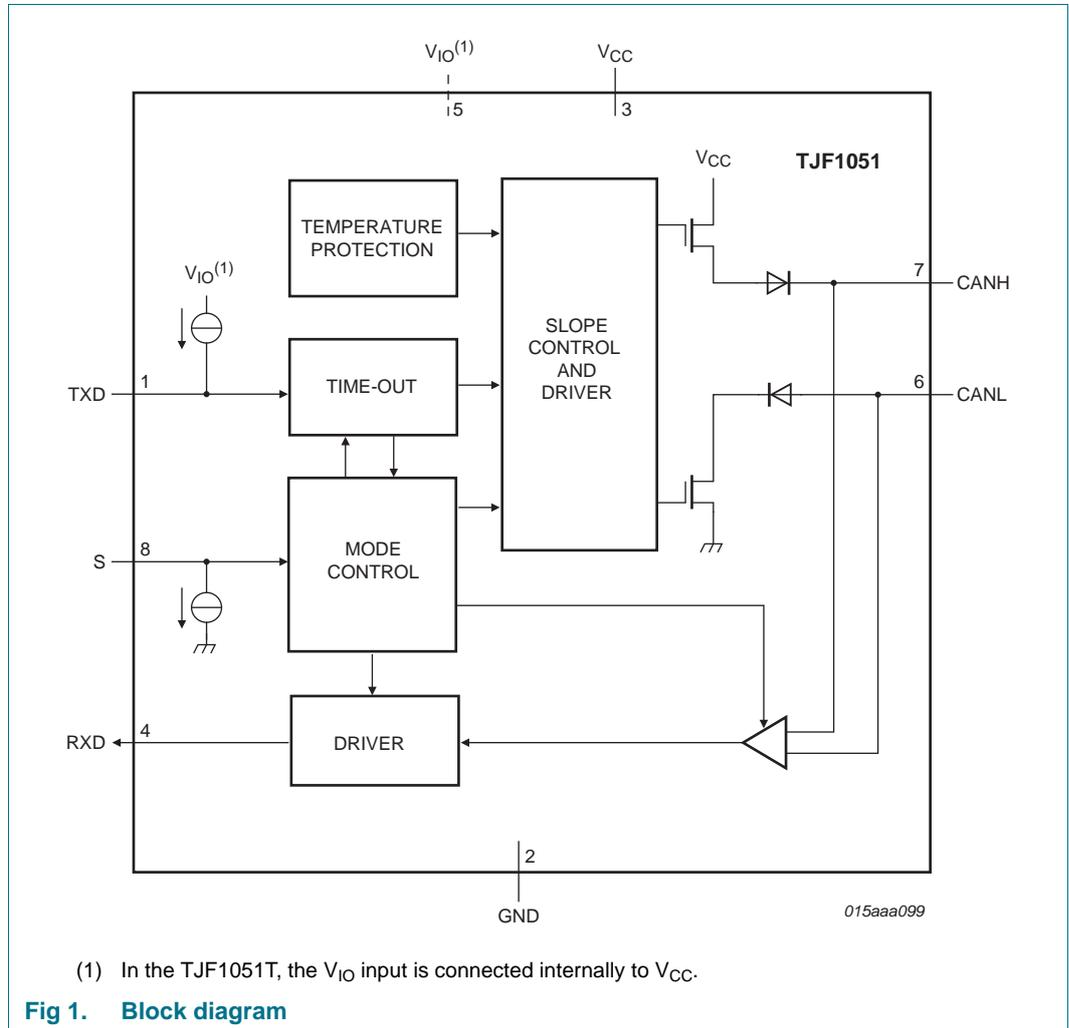 VIO(1)
VCC
5
3
TJF1051
VCC
TEMPERATURE
PROTECTION
VIO(1)
7
CANH
SLOPE
CONTROL
AND
DRIVER
TXD
1
TIME-OUT
6
CANL
S
8
MODE
CONTROL
RXD
4
DRIVER
2
GND
015aaa099
(1) In the TJF1051T, the VIO input is connected internally to VCC.
Fig 1. Block diagram